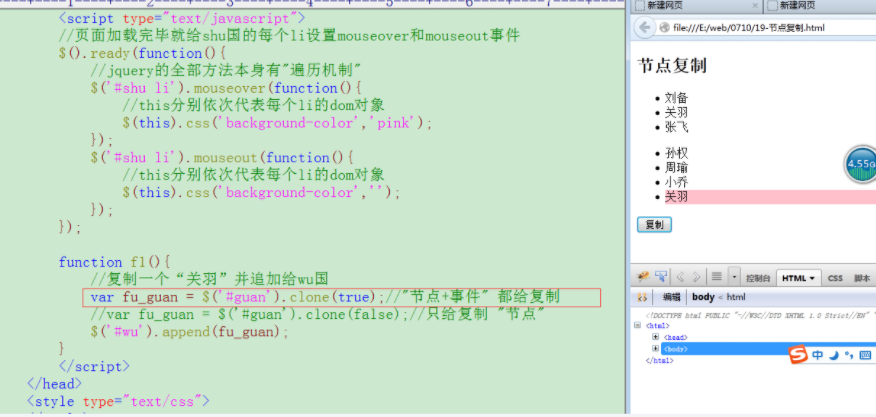 <script type="text/javascript">
//页面加载完毕就给shu国的每个li设置mouseover和mouseout事件
$().ready(function(){
//jquery的全部方法本身有"遍历机制"
$('#shu li').mouseover(function(){
//this分别依次代表每个li的dom对象
$(this).css('background-color','pink');
});
$('#shu li').mouseout(function(){
//this分别依次代表每个li的dom对象
$(this).css('background-color','');
});
});
function f1(){
//复制一个“关羽”并追加给wu国
var fu_guan = $('#guan').clone(true);//"节点+事件" 都给复制
//var fu_guan = $('#guan').clone(false);//只给复制 "节点"
$('#wu').append(fu_guan);
}
</script>
</head>
<style type="text/css">
新建网页
新建网页
file:///E:/web/0710/19-节点复制.html
节点复制
刘备
关羽
张飞
孙权
周瑜
小乔
关羽
4.55G
复制
控制台 HTML CSS 脚本
编辑 body < html
<!DOCTYPE html PUBLIC "-//W3C//DTD XHTML 1.0 Strict//EN"
<html>
<head>
<body>
</html>
S 中